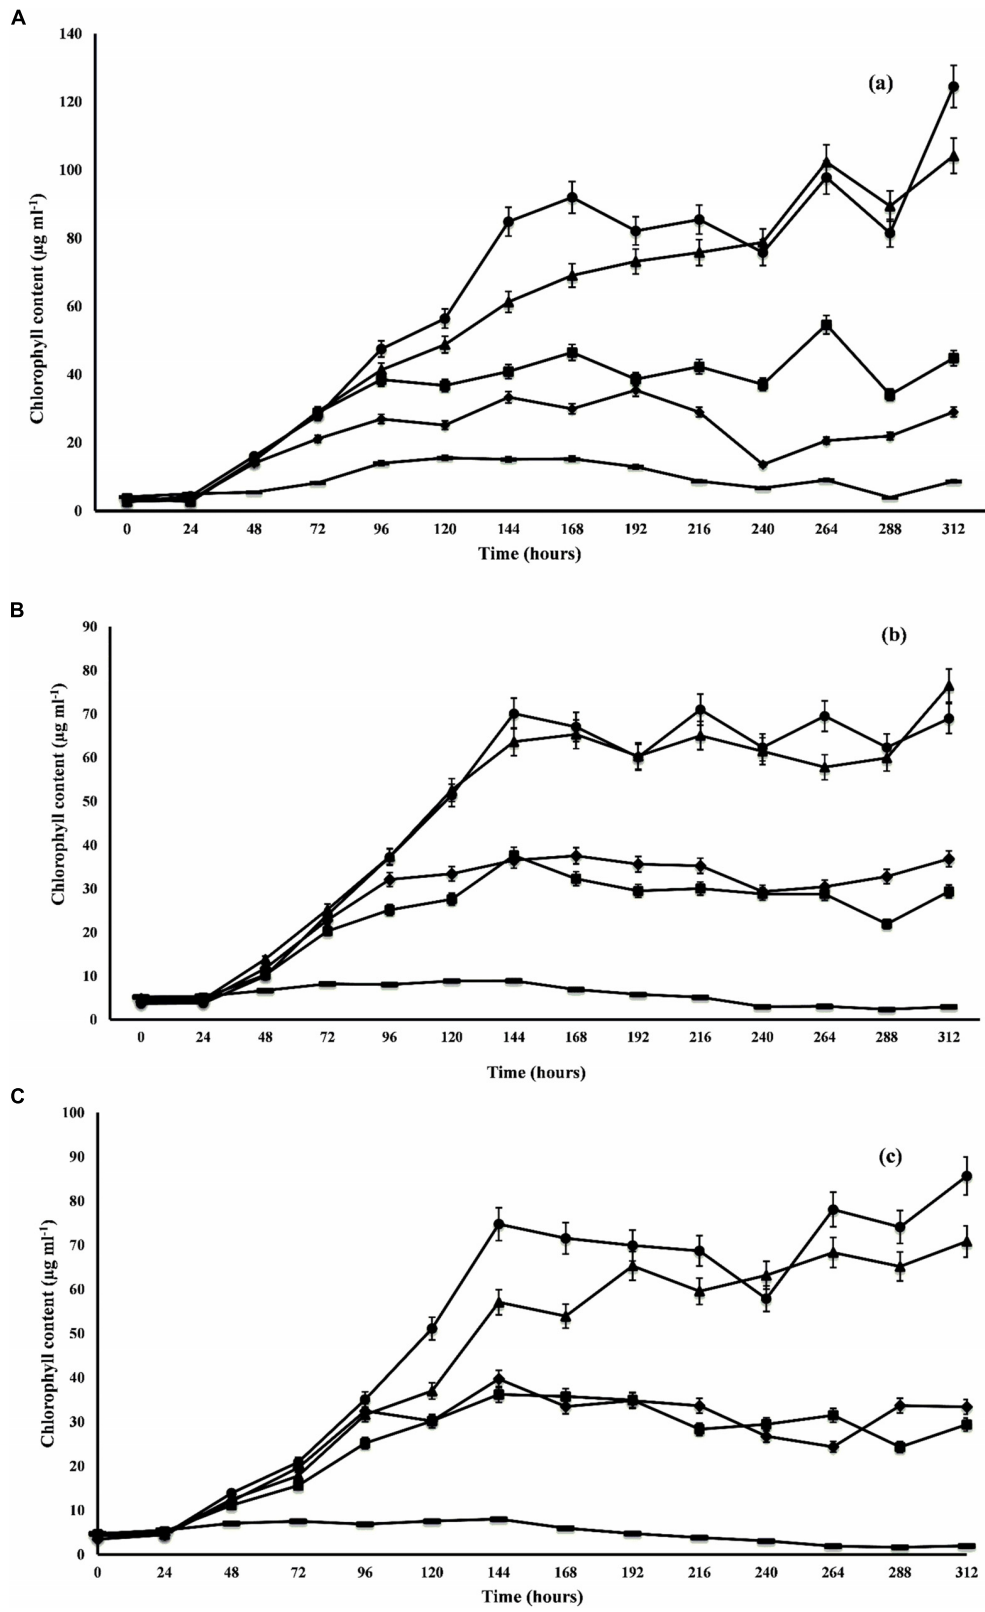 A
(a)
140
120
100
80
60
40
20
0
Chlorophyll content (µg ml⁻¹)
0 24 48 72 96 120 144 168 192 216 240 264 288 312
Time (hours)
B
(b)
90
80
70
60
50
40
30
20
10
0
Chlorophyll content (µg ml⁻¹)
0 24 48 72 96 120 144 168 192 216 240 264 288 312
Time (hours)
C
(c)
100
90
80
70
60
50
40
30
20
10
0
Chlorophyll content (µg ml⁻¹)
0 24 48 72 96 120 144 168 192 216 240 264 288 312
Time (hours)